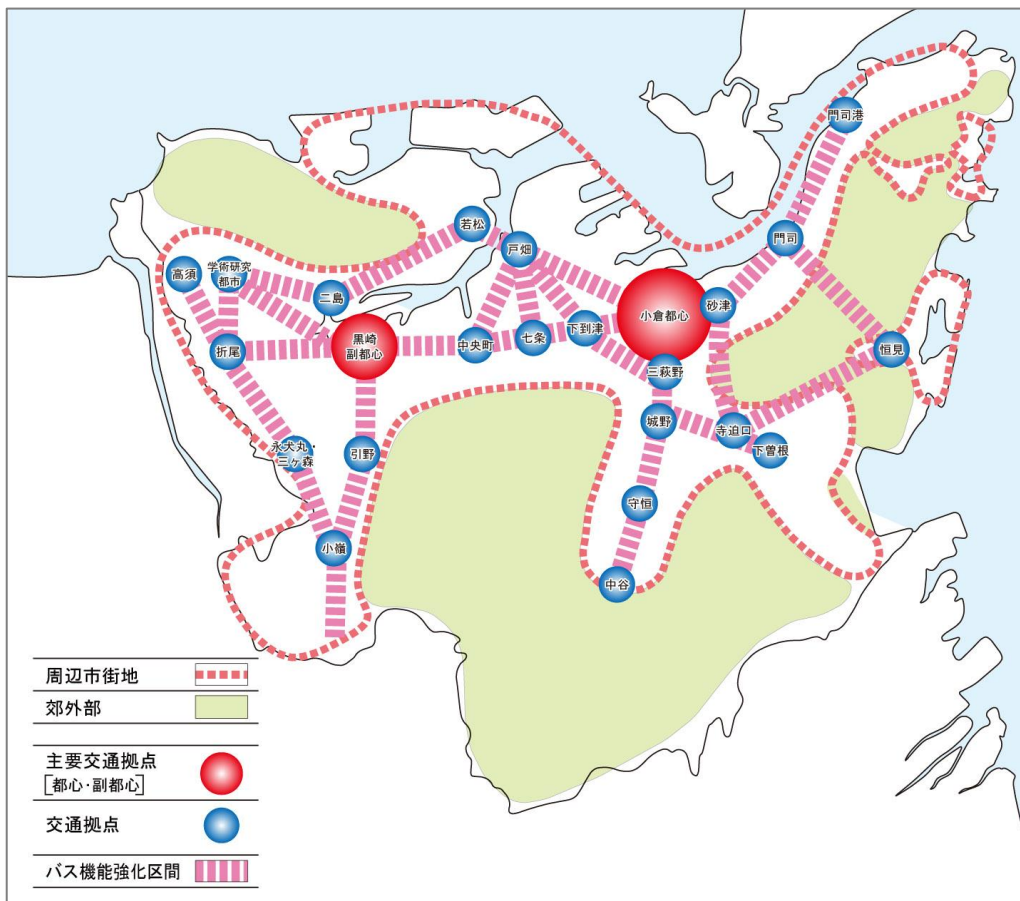 門司港
若松
門司
戸畑
高須
学術研究
都市
二島
砂津
小倉都心
黒崎
副都心
中央町
七条
下到津
折尾
恒見
三萩野
城野
寺迫口
下曽根
永犬丸・
三ヶ森
引野
守恒
小嶺
中谷
周辺市街地
郊外部
主要交通拠点
[都心・副都心]
交通拠点
バス機能強化区間